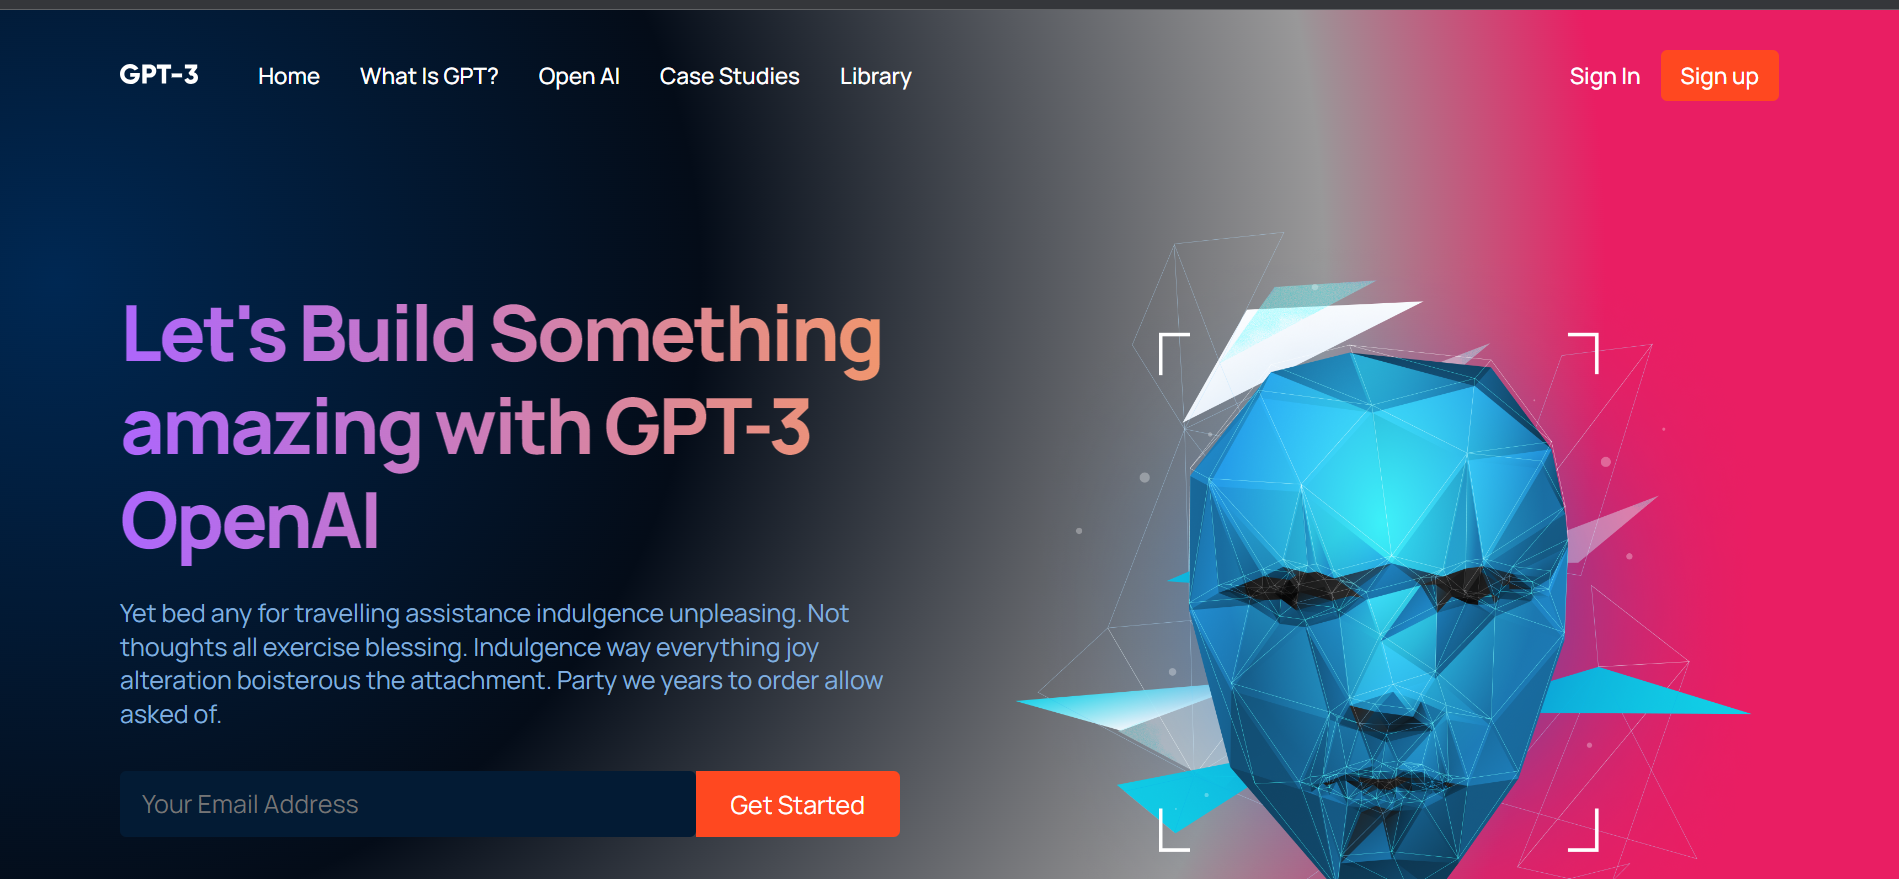 GPT-3
Home
What Is GPT?
Open AI
Case Studies
Library
Sign In
Sign up
Let's Build Something
amazing with GPT-3
OpenAI
Yet bed any for travelling assistance indulgence unpleasing. Not
thoughts all exercise blessing. Indulgence way everything joy
alteration boisterous the attachment. Party we years to order allow
asked of.
Your Email Address
Get Started